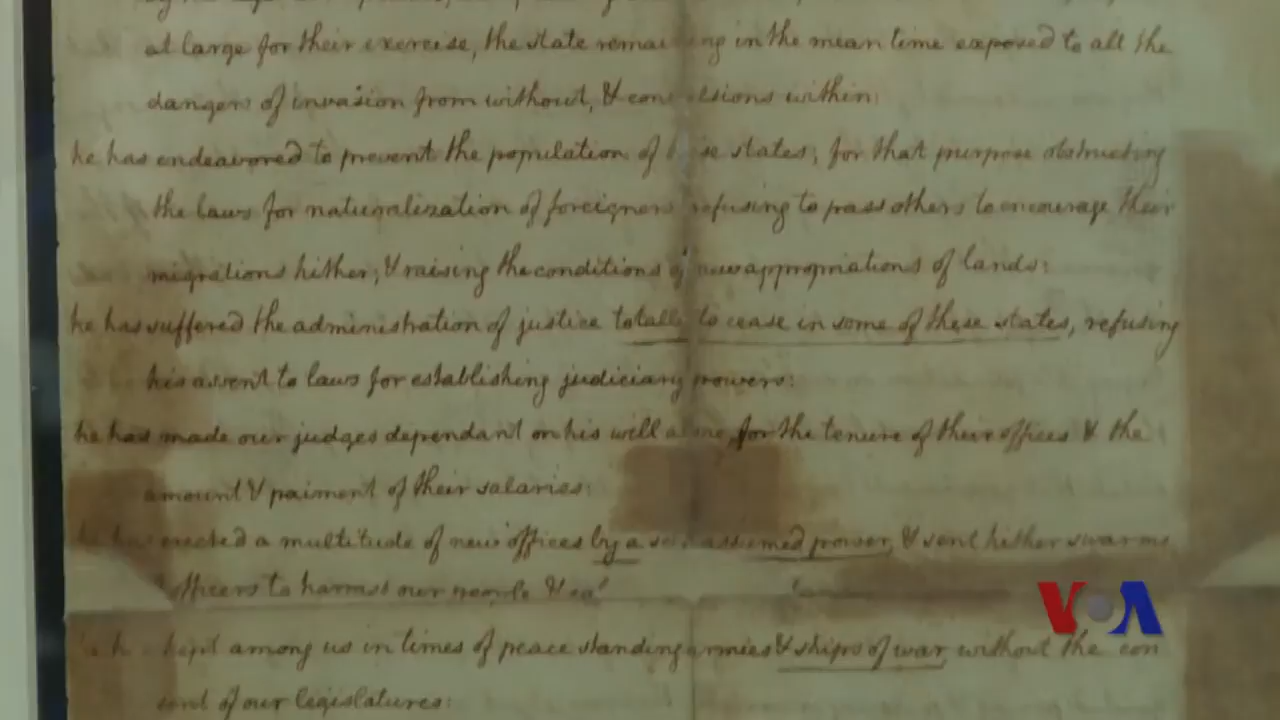 at large for their exercise, the state remaining in the mean time exposed to all the
dangers of invasion from without, & convulsions within:
he has endeavored to prevent the population of these states; for that purpose obstructing
the laws for naturalization of foreigners refusing to pass others to encourage their
migrations hither; & raising the conditions of new appropriations of lands:
he has suffered the administration of justice totally to cease in some of these states, refusing
his assent to laws for establishing judiciary powers:
he has made our judges dependant on his will alone, for the tenure of their offices & the
amount & paiment of their salaries:
he has erected a multitude of new offices by a self assumed power, & sent hither swarms
officers to harrass our people &
kept among us in times of peace standing armies & ships of war without the con
sent of our legislatures:
VOA